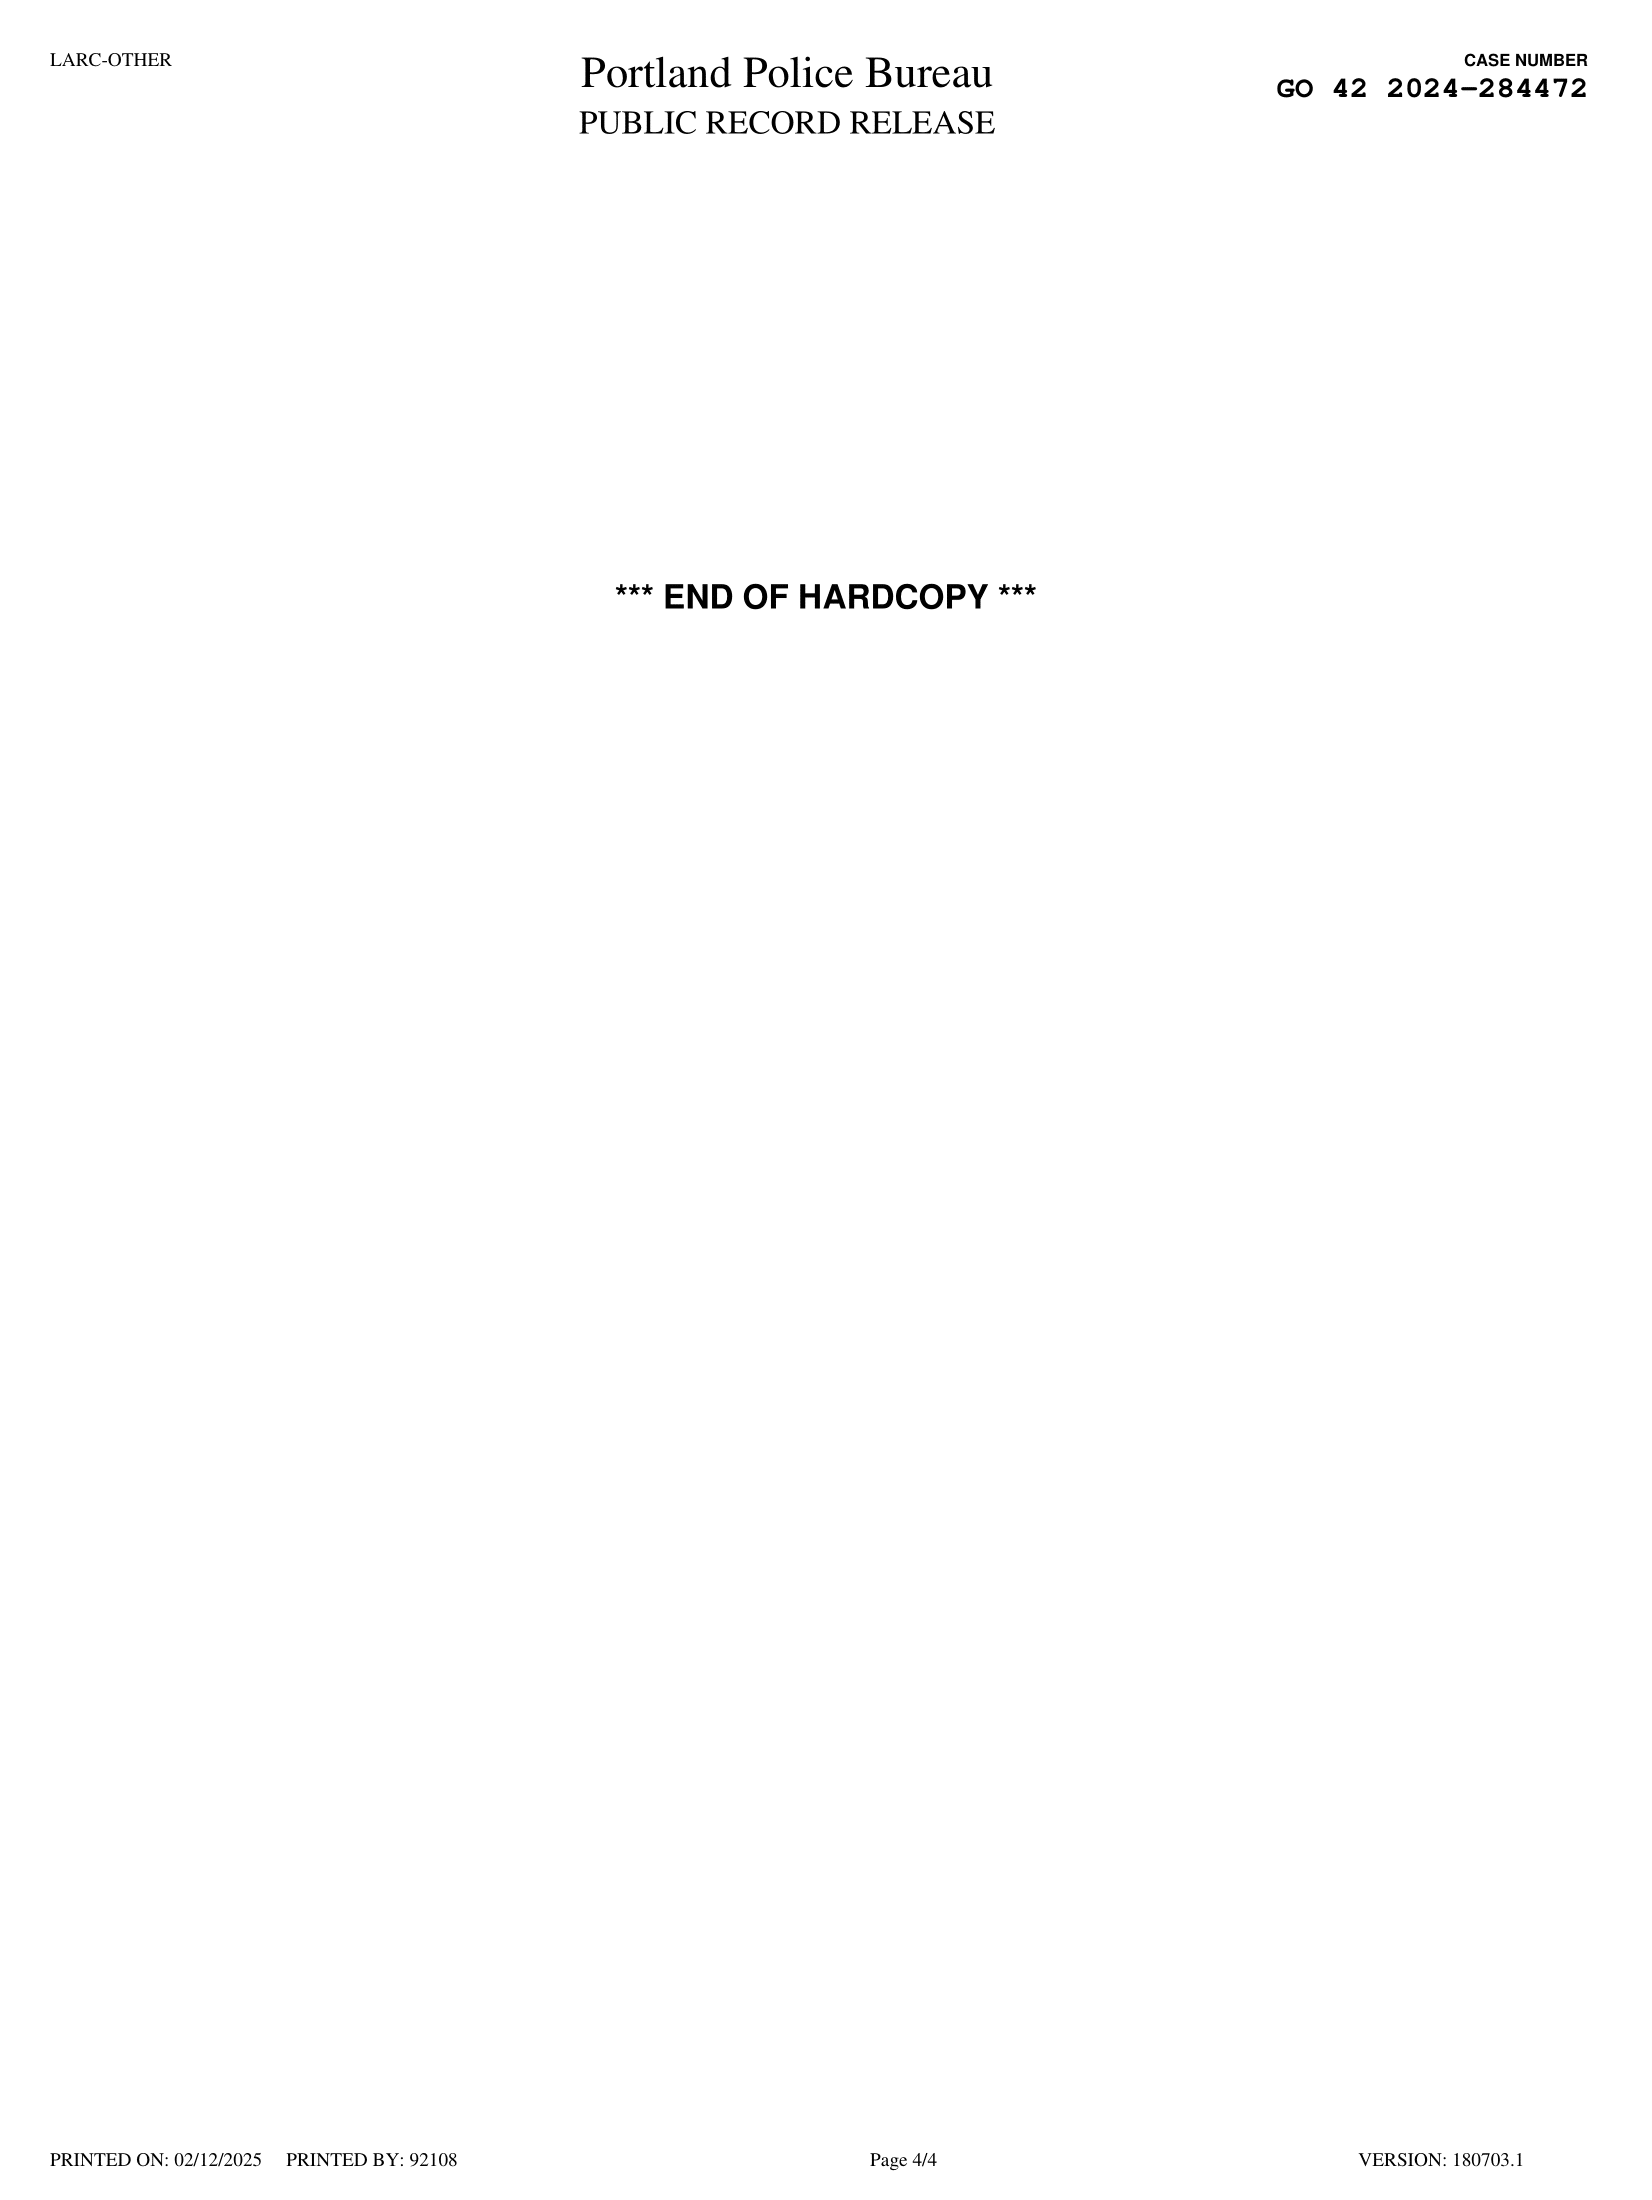 LARC-OTHER
Portland Police Bureau
PUBLIC RECORD RELEASE
CASE NUMBER
GO 42 2024-284472
*** END OF HARDCOPY ***
PRINTED ON: 02/12/2025 PRINTED BY: 92108
Page 4/4
VERSION: 180703.1